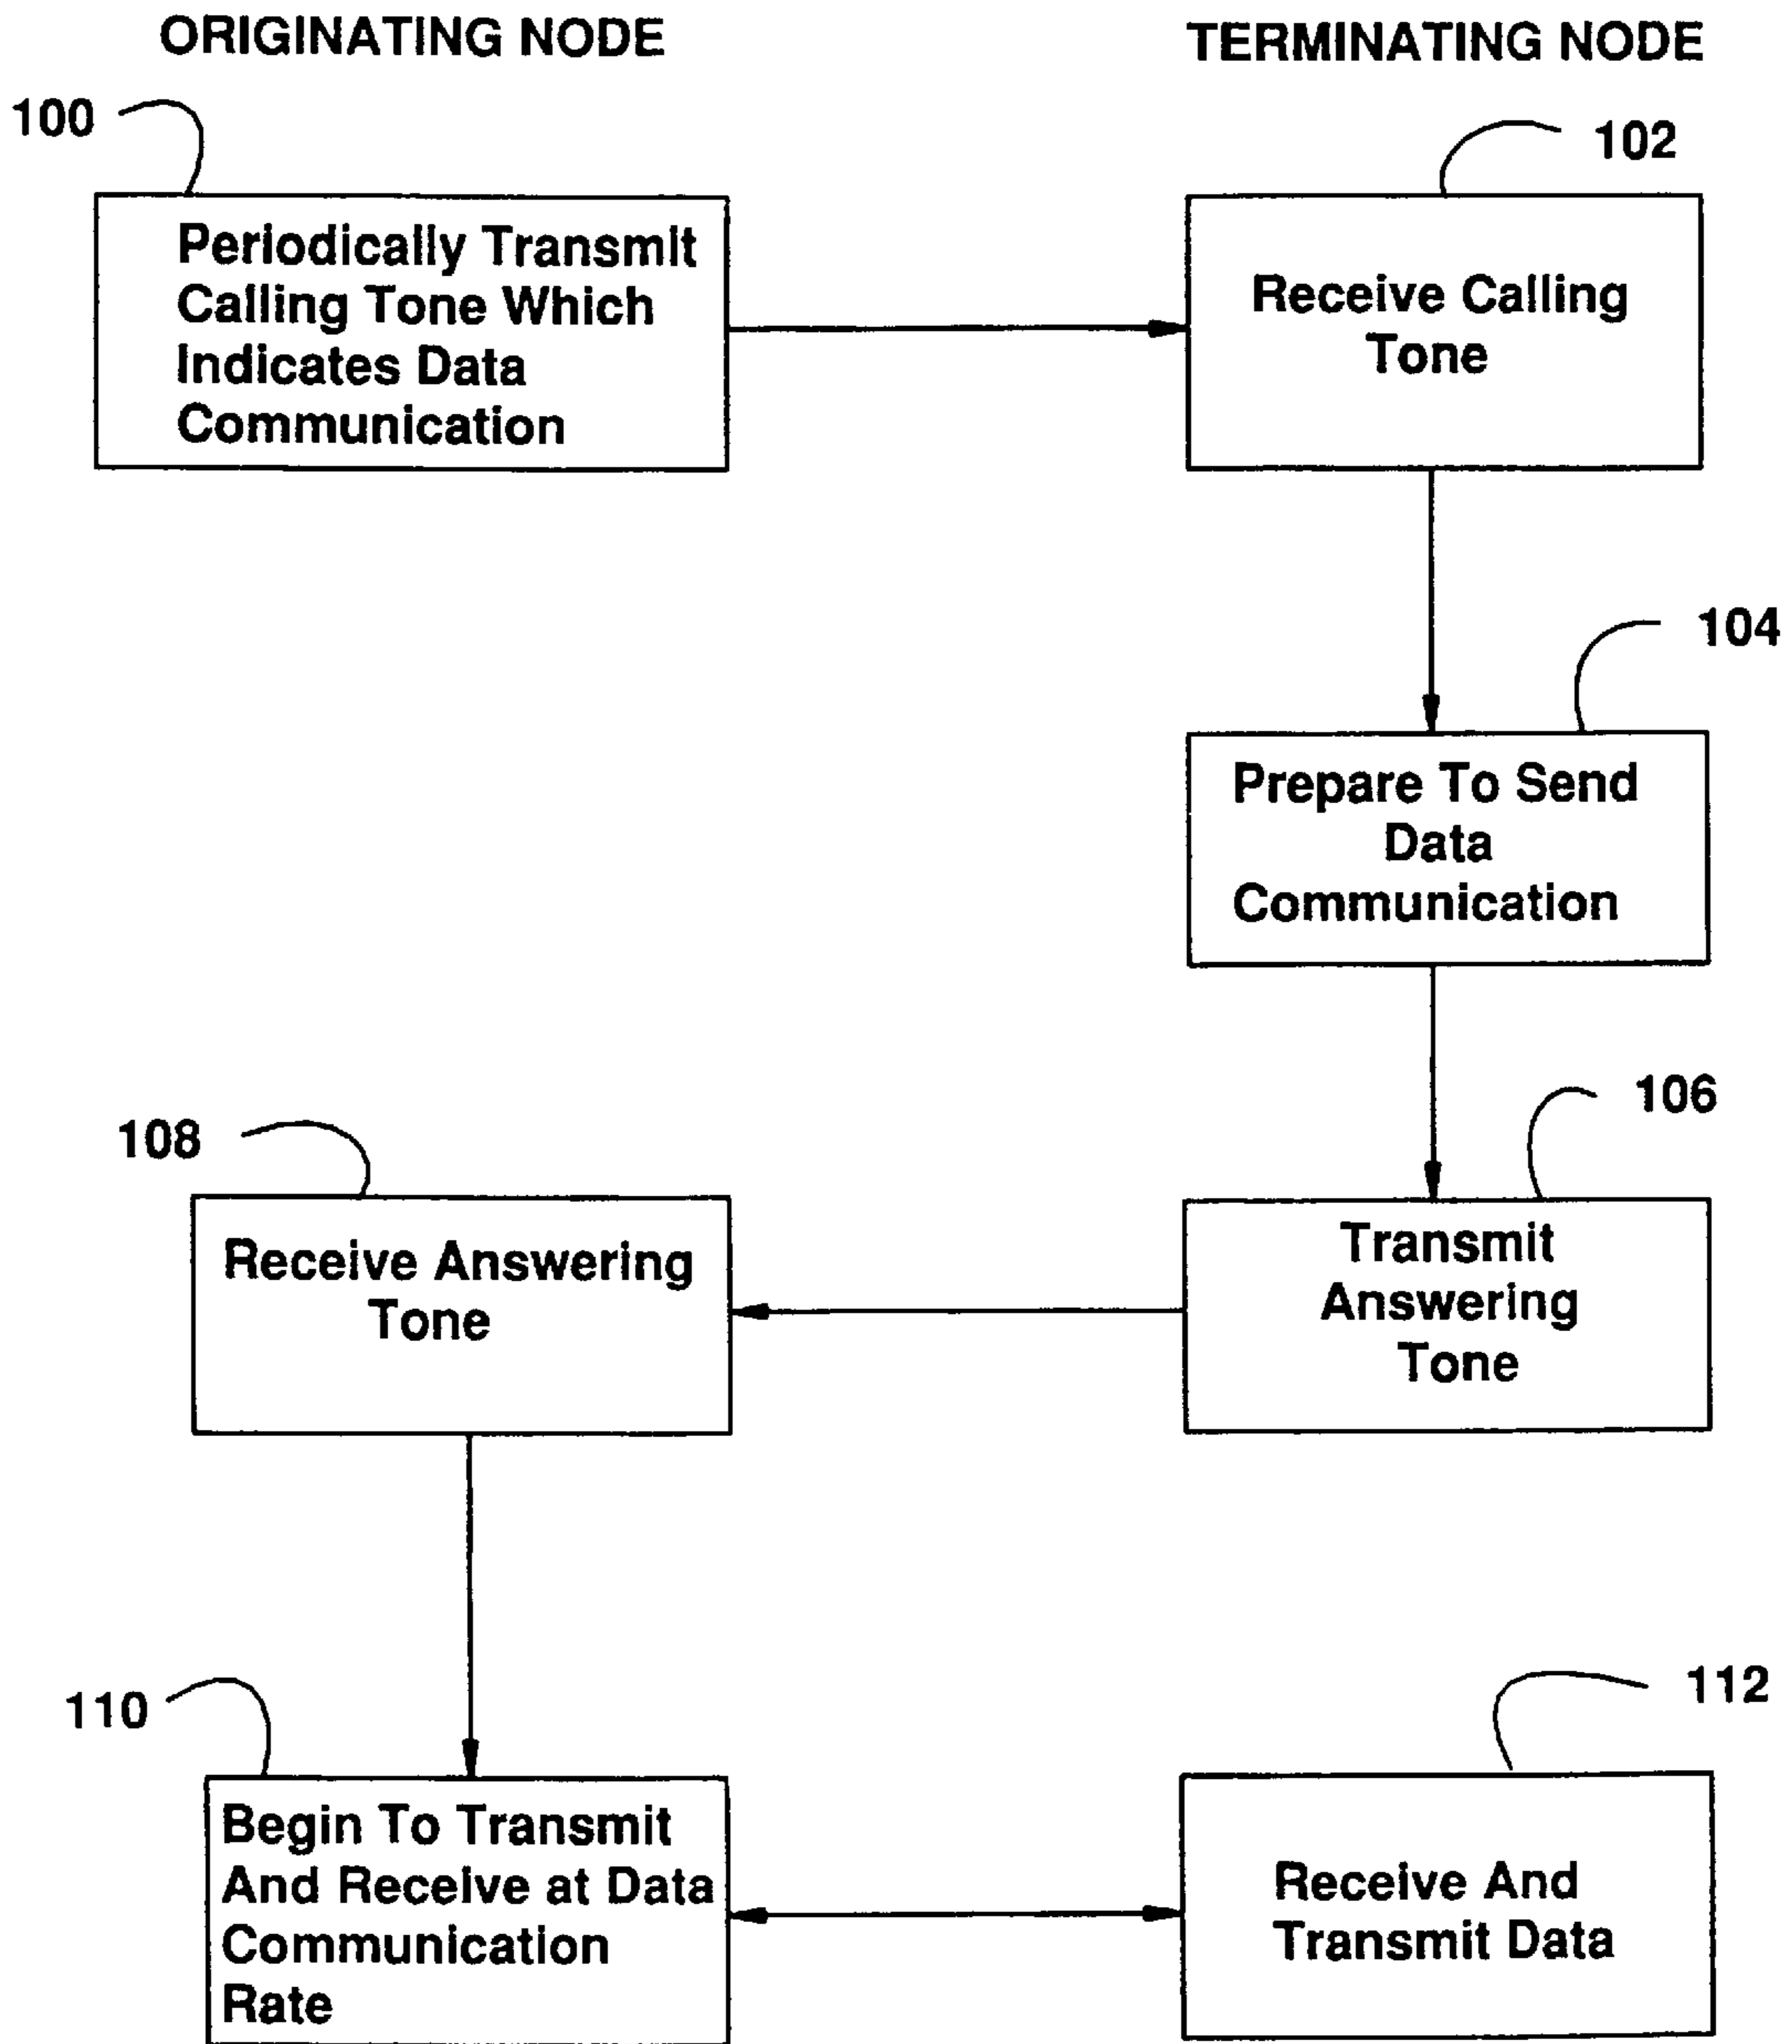 ORIGINATING NODE
TERMINATING NODE
100
102
Periodically Transmit
Calling Tone Which
Indicates Data
Communication
Receive Calling
Tone
104
Prepare To Send
Data
Communication
106
108
Transmit
Answering
Tone
Receive Answering
Tone
110
112
Begin To Transmit
And Receive at Data
Communication
Rate
Receive And
Transmit Data